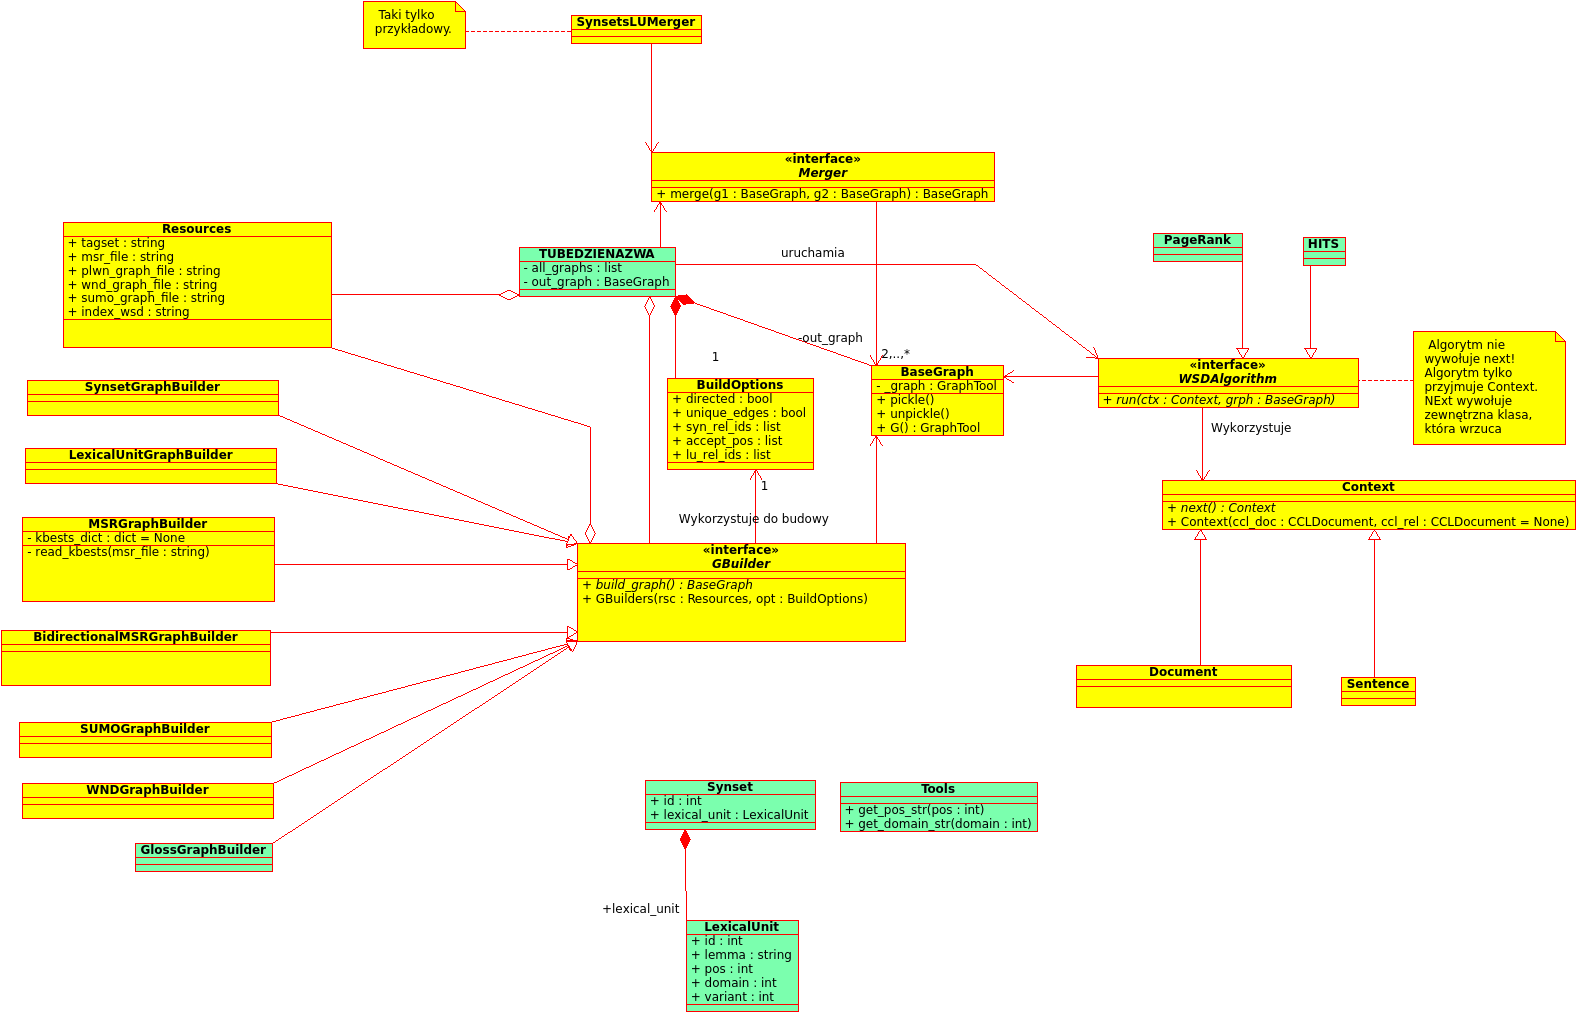 Taki tylko
przykładowy.
SynsetsLUMerger
«interface»
Merger
+ merge(g1 : BaseGraph, g2 : BaseGraph) : BaseGraph
Resources
+ tagset : string
+ msr_file : string
+ plwn_graph_file : string
+ wnd_graph_file : string
+ sumo_graph_file : string
+ index_wsd : string
TUBEDZIENAZWA
- all_graphs : list
- out_graph : BaseGraph
uruchamia
PageRank
HITS
-out_graph
2,..,*
1
BuildOptions
+ directed : bool
+ unique_edges : bool
+ syn_rel_ids : list
+ accept_pos : list
+ lu_rel_ids : list
BaseGraph
- _graph : GraphTool
+ pickle()
+ unpickle()
+ G() : GraphTool
«interface»
WSDAlgorithm
+ run(ctx : Context, grph : BaseGraph)
Algorytm nie
wywołuje next!
Algorytm tylko
przyjmuje Context.
NExt wywołuje
zewnętrzna klasa,
która wrzuca
Wykorzystuje
SynsetGraphBuilder
LexicalUnitGraphBuilder
MSRGraphBuilder
- kbests_dict : dict = None
- read_kbests(msr_file : string)
1
Wykorzystuje do budowy
Context
+ next() : Context
+ Context(ccl_doc : CCLDocument, ccl_rel : CCLDocument = None)
«interface»
GBuilder
+ build_graph() : BaseGraph
+ GBuilders(rsc : Resources, opt : BuildOptions)
BidirectionalMSRGraphBuilder
Document
Sentence
SUMOGraphBuilder
WNDGraphBuilder
GlossGraphBuilder
Synset
+ id : int
+ lexical_unit : LexicalUnit
Tools
+ get_pos_str(pos : int)
+ get_domain_str(domain : int)
+lexical_unit
LexicalUnit
+ id : int
+ lemma : string
+ pos : int
+ domain : int
+ variant : int